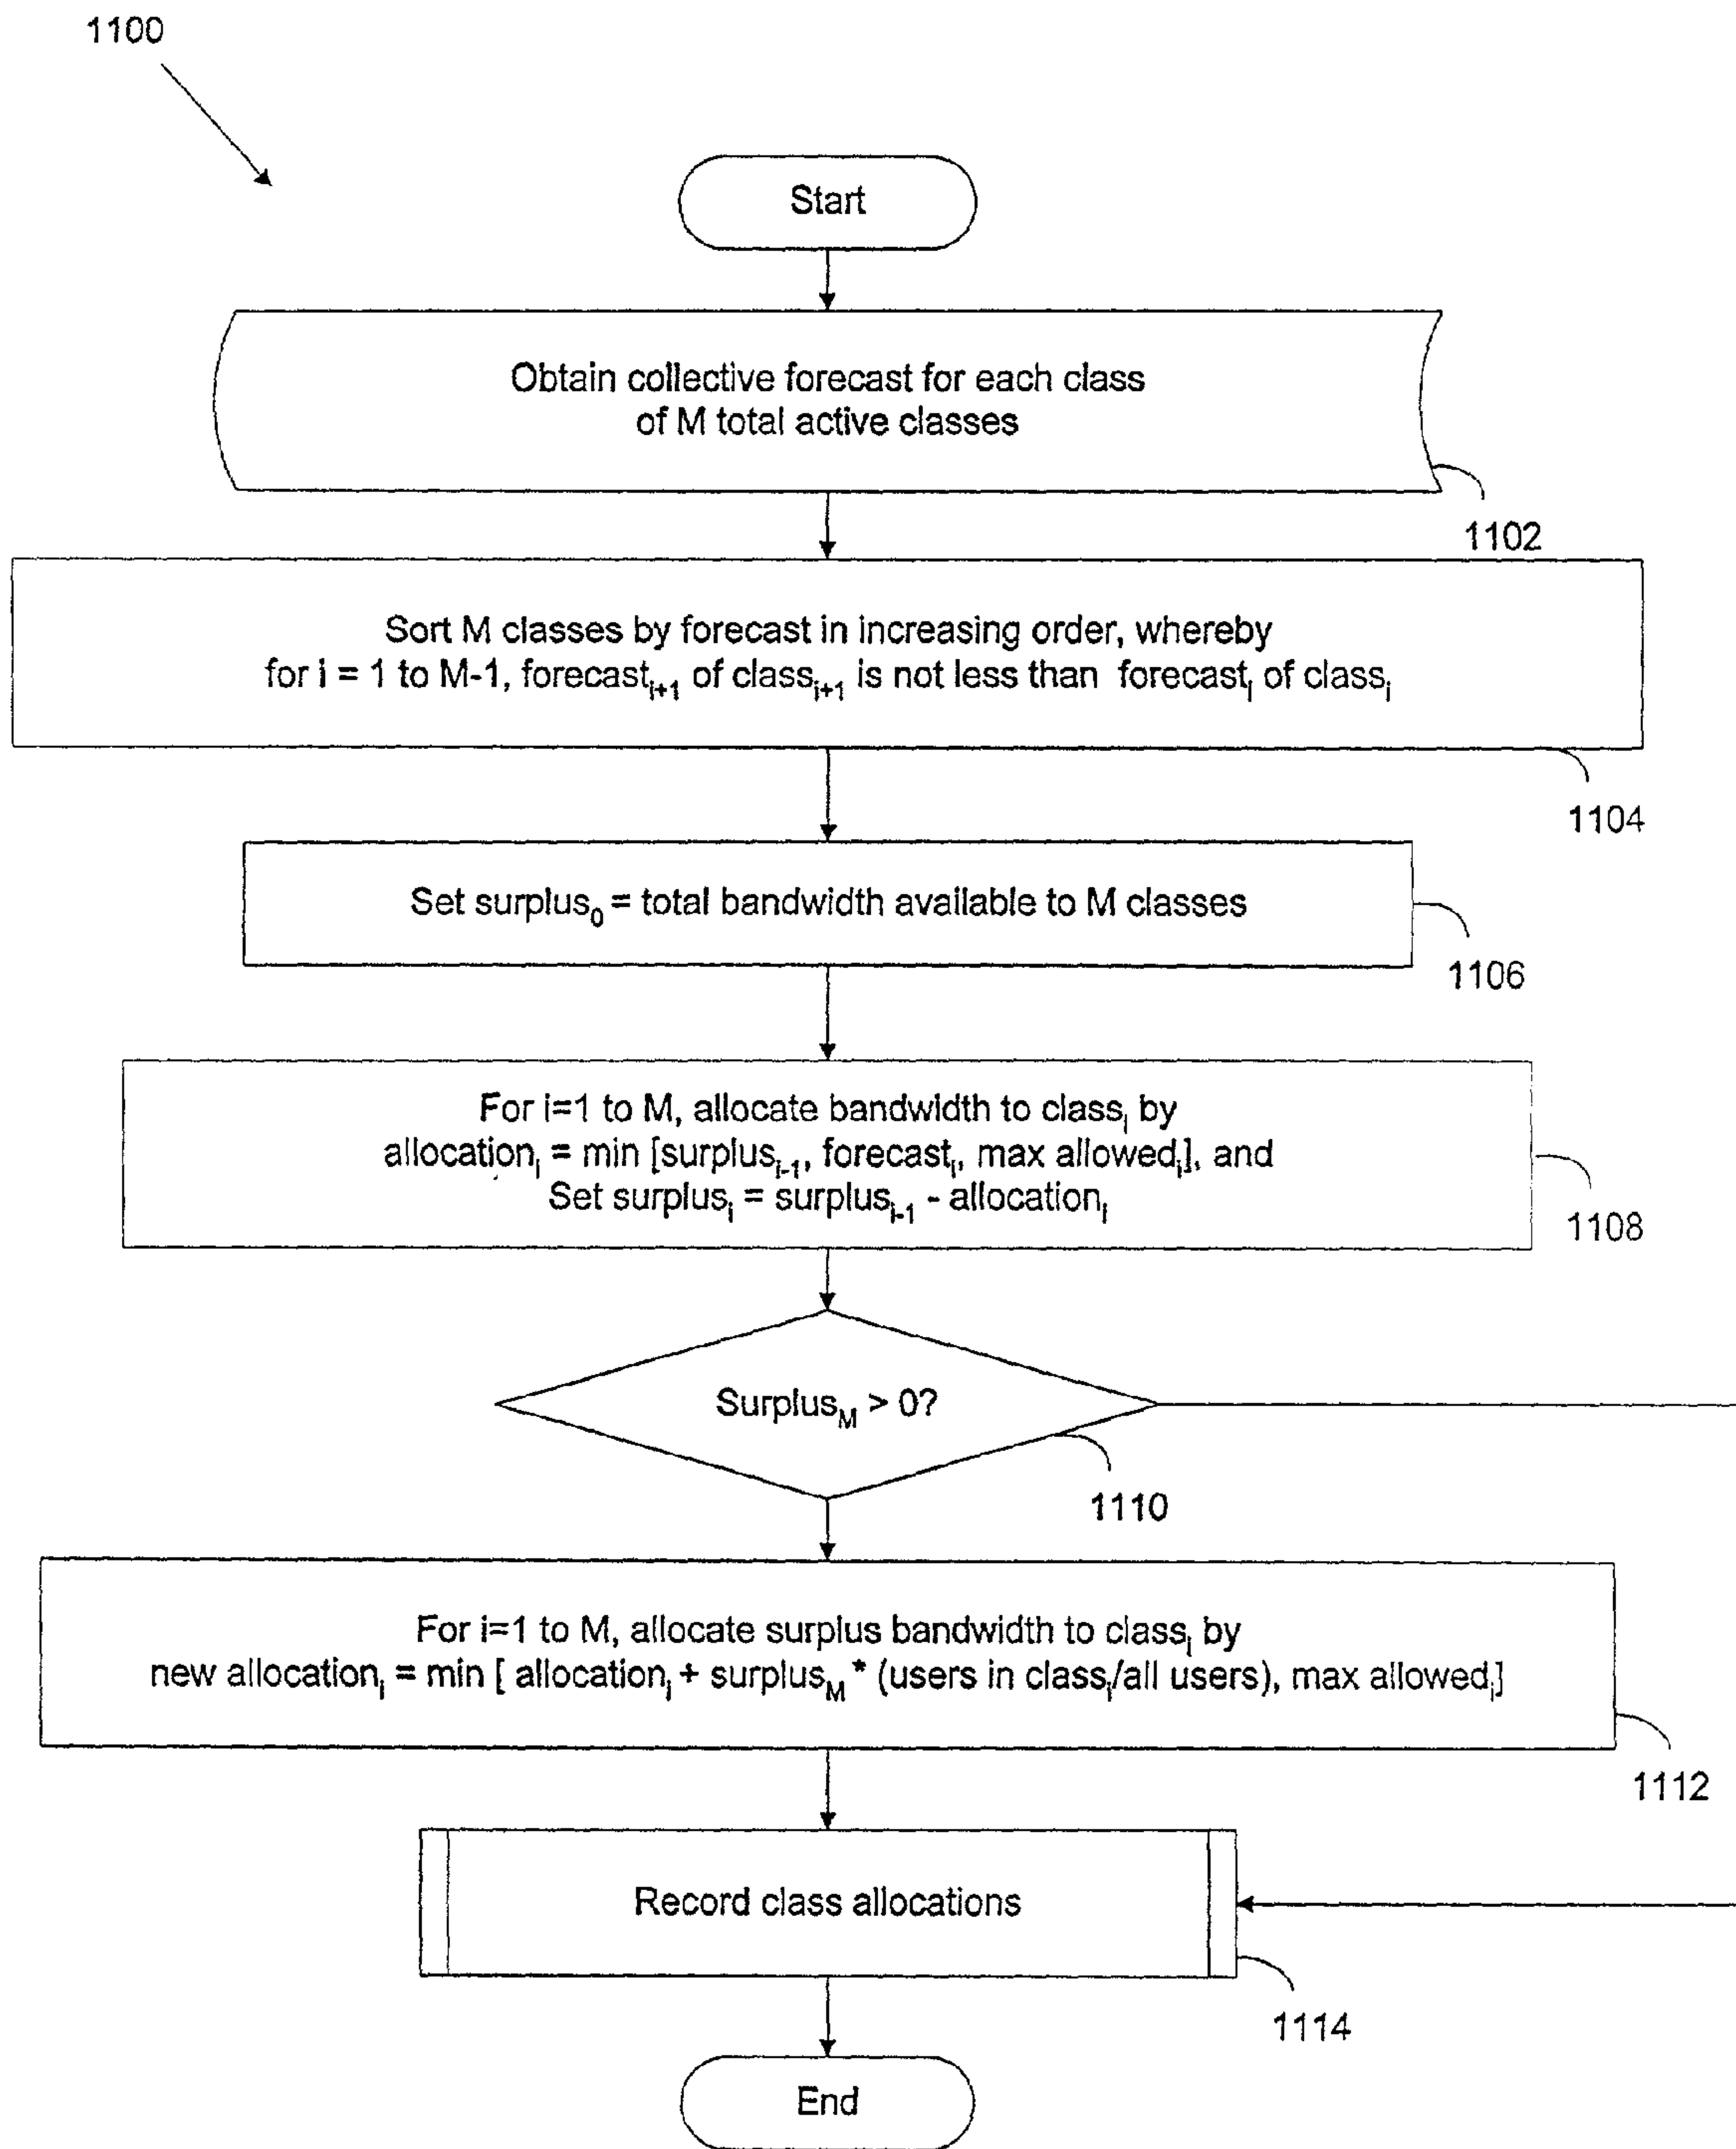 1100
Start
Obtain collective forecast for each class
of M total active classes
1102
Sort M classes by forecast in increasing order, whereby
for i = 1 to M-1, forecastᵢ₊₁ of classᵢ₊₁ is not less than forecastᵢ of classᵢ
1104
Set surplus₀ = total bandwidth available to M classes
1106
For i=1 to M, allocate bandwidth to classᵢ by
allocationᵢ = min [surplusᵢ₋₁, forecastᵢ, max allowedᵢ], and
Set surplusᵢ = surplusᵢ₋₁ - allocationᵢ
1108
Surplus_M > 0?
1110
For i=1 to M, allocate surplus bandwidth to classᵢ by
new allocationᵢ = min [ allocationᵢ + surplus_M * (users in classᵢ/all users), max allowedᵢ]
1112
Record class allocations
1114
End